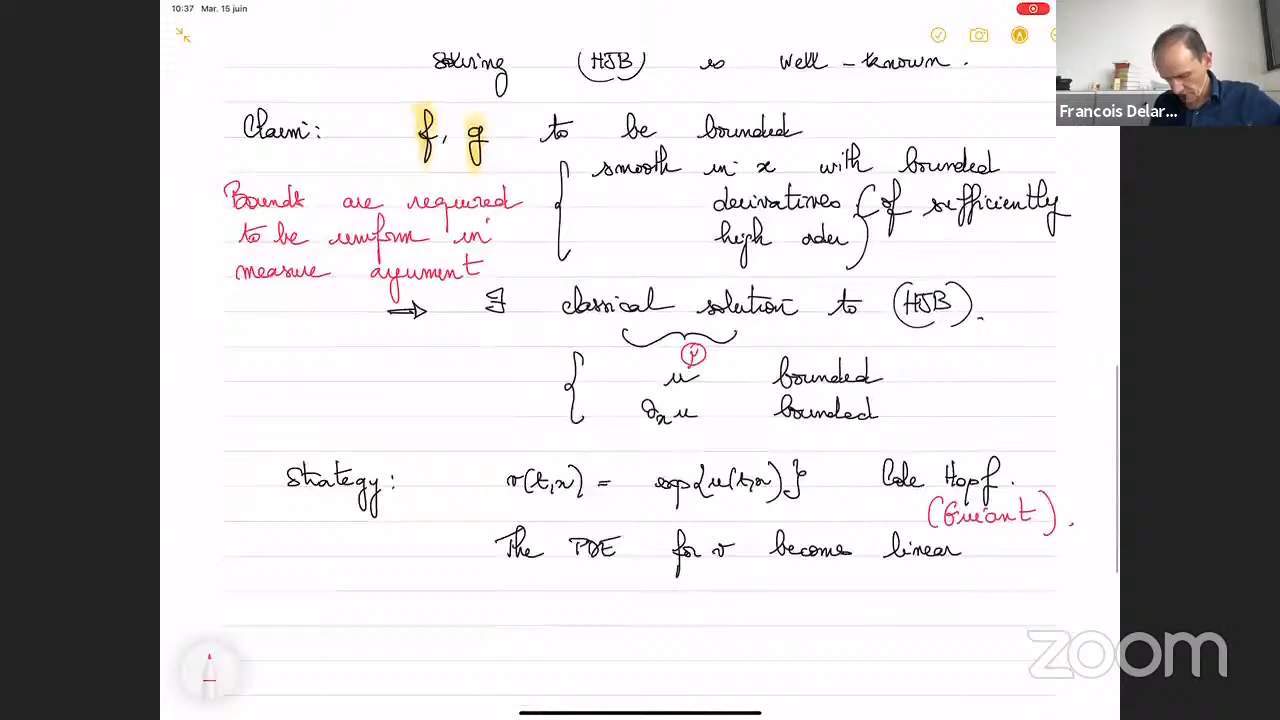 10:37 Mar. 15 juin
Solving (HJB) is well-known.
Claim: f, g to be bounded
smooth in x with bounded
Bounds are required derivatives (of sefficiently
to be uniform in high order)
measure argument
⇒ ∃ classical solution to (HJB).
u bounded
∂xu bounded
Strategy: v(t,x) = exp{u(t,x)} Cole Hopf.
(Guéant).
The PDE for v becomes linear
Francois Delar...
zoom